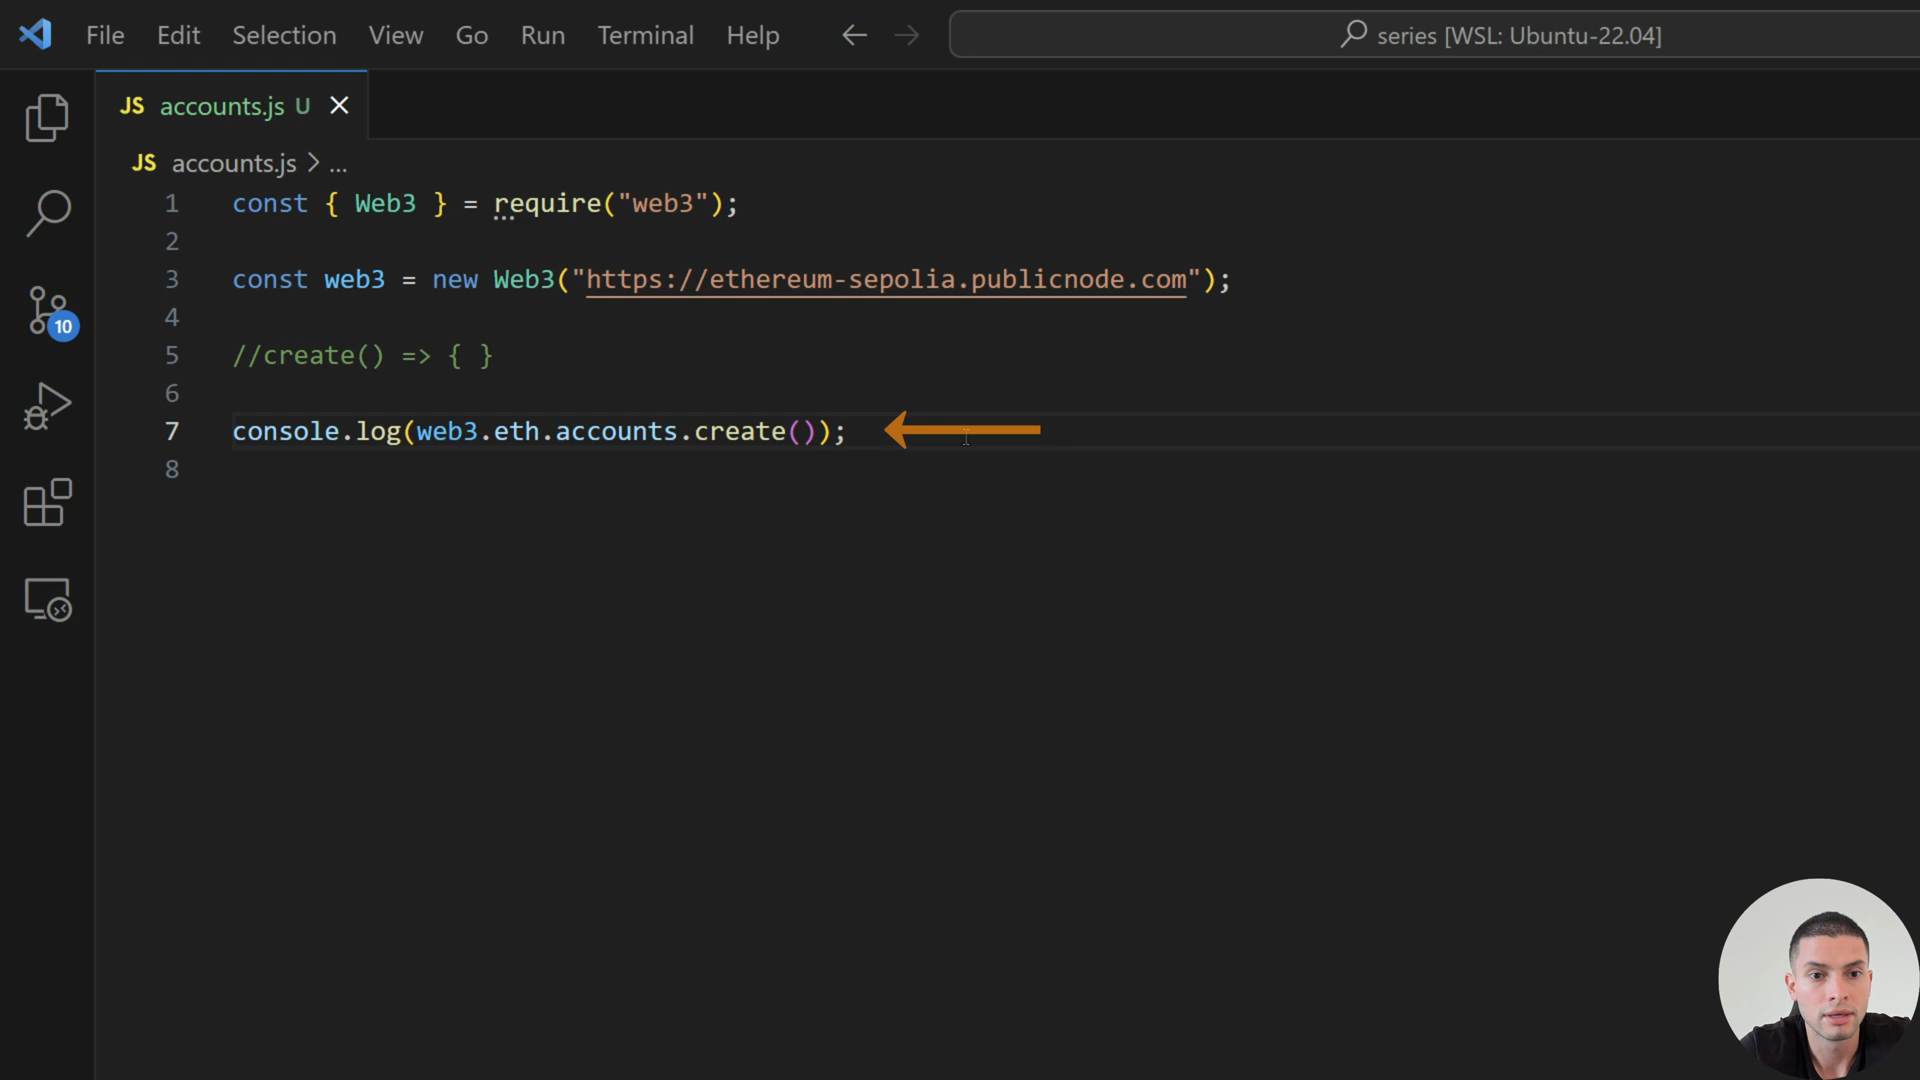 File Edit Selection View Go Run Terminal Help series [WSL: Ubuntu-22.04]
JS accounts.js U
JS accounts.js > ...
1 const { Web3 } = require("web3");
2
3 const web3 = new Web3("https://ethereum-sepolia.publicnode.com");
4
5 //create() => { }
6
7 console.log(web3.eth.accounts.create());
8
10